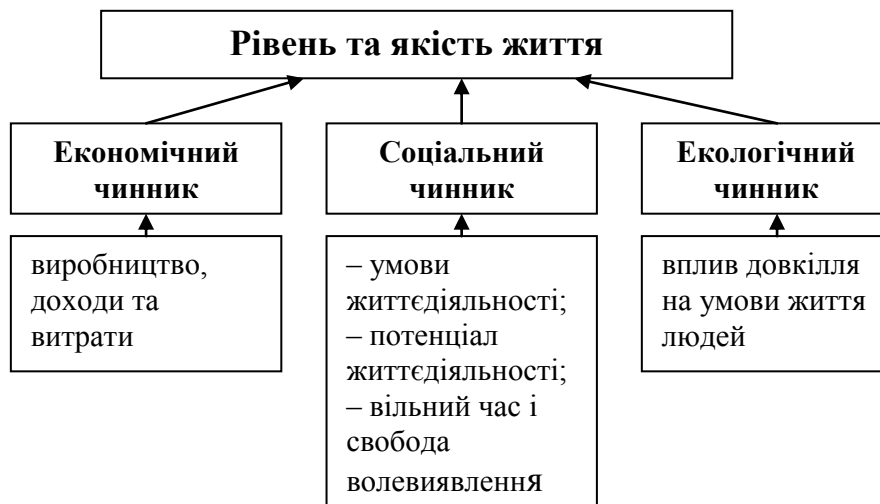 Рівень та якість життя
Економічний
чинник
Соціальний
чинник
Екологічний
чинник
виробництво,
доходи та
витрати
– умови
життєдіяльності;
– потенціал
життєдіяльності;
– вільний час і
свобода
волевиявлення
вплив довкілля
на умови життя
людей